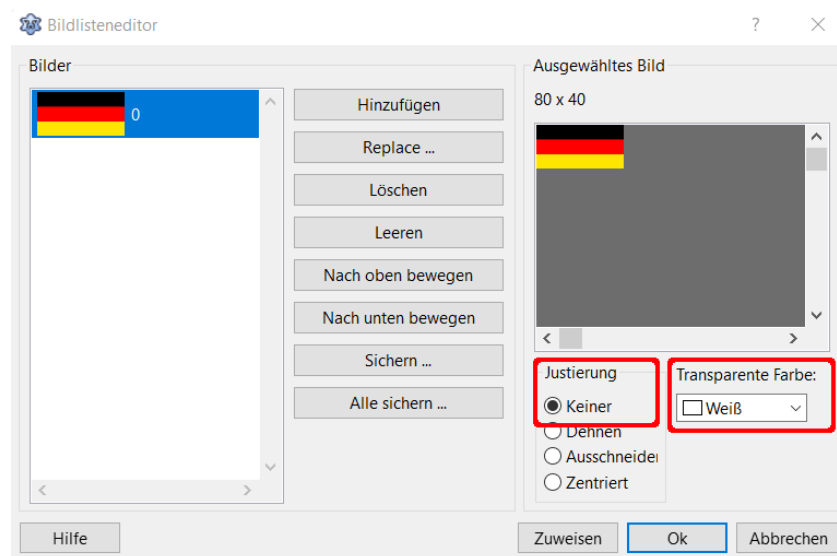 Bildlisteneditor
Bilder
0
Hinzufügen
Replace ...
Löschen
Leeren
Nach oben bewegen
Nach unten bewegen
Sichern ...
Alle sichern ...
Ausgewähltes Bild
80 x 40
Justierung
Keiner
Dehnen
Ausschneider
Zentriert
Transparente Farbe:
Weiß
Hilfe
Zuweisen
Ok
Abbrechen